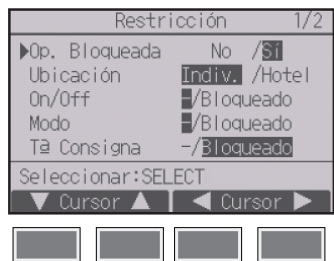 Restricción 1/2
▶Op. Bloqueada No /Sí
Ubicación Indiv. /Hotel
On/Off -/Bloqueado
Modo -/Bloqueado
Tª Consigna -/Bloqueado
Seleccionar:SELECT
▼ Cursor ▲ ◀ Cursor ▶